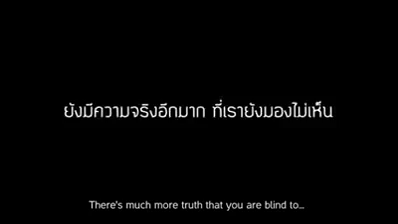 ยังมีความจริงอีกมาก ที่เรายังมองไม่เห็น
There's much more truth that you are blind to...